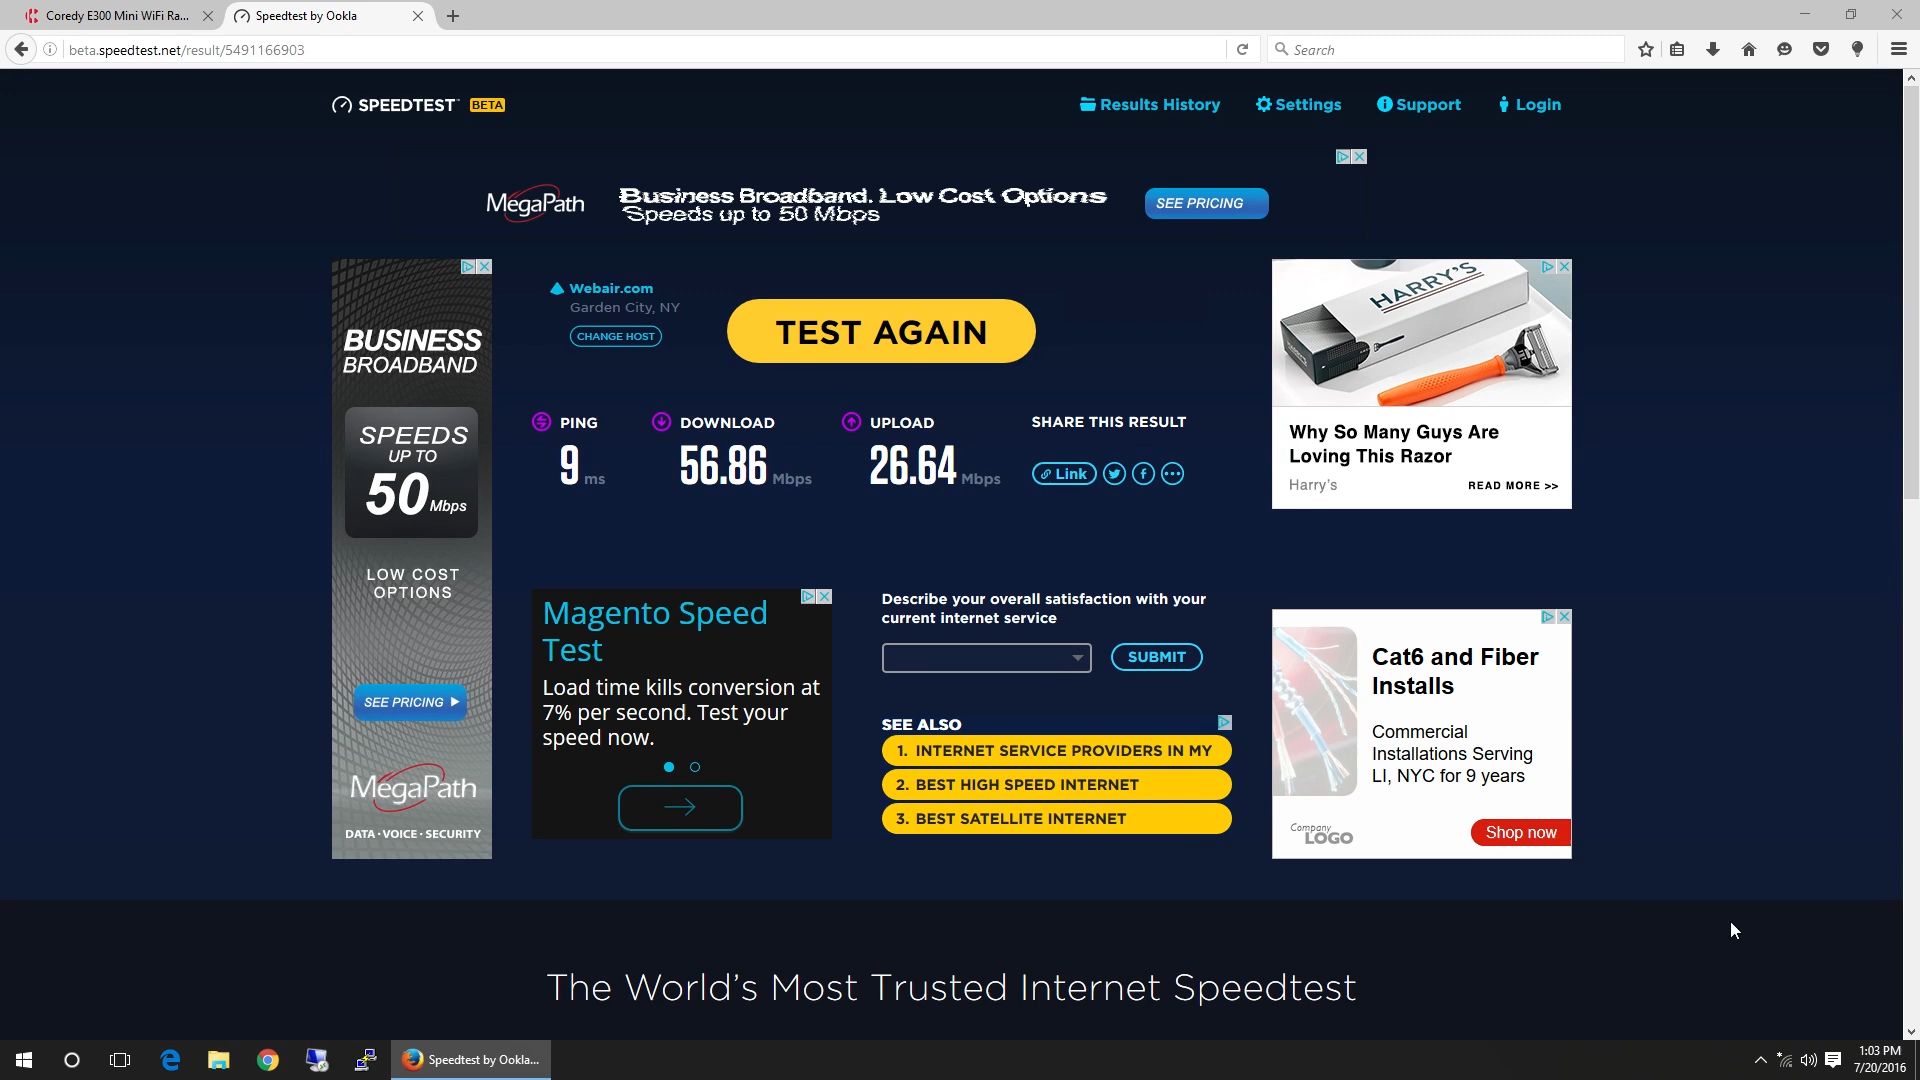 Coredy E300 Mini WiFi Ra...
Speedtest by Ookla
beta.speedtest.net/result/5491166903
Search
SPEEDTEST BETA
Results History
Settings
Support
Login
MegaPath
Business Broadband. Low Cost Options
Speeds up to 50 Mbps
SEE PRICING
BUSINESS
BROADBAND
SPEEDS
UP TO
50 Mbps
LOW COST
OPTIONS
SEE PRICING
MegaPath
DATA · VOICE · SECURITY
Webair.com
Garden City, NY
CHANGE HOST
TEST AGAIN
PING
9 ms
DOWNLOAD
56.86 Mbps
UPLOAD
26.64 Mbps
SHARE THIS RESULT
Link
HARRY'S
Why So Many Guys Are
Loving This Razor
Harry's
READ MORE >>
Magento Speed
Test
Load time kills conversion at
7% per second. Test your
speed now.
Describe your overall satisfaction with your
current internet service
SUBMIT
SEE ALSO
1. INTERNET SERVICE PROVIDERS IN MY
2. BEST HIGH SPEED INTERNET
3. BEST SATELLITE INTERNET
Cat6 and Fiber
Installs
Commercial
Installations Serving
LI, NYC for 9 years
Company
LOGO
Shop now
The World's Most Trusted Internet Speedtest
Speedtest by Ookla...
1:03 PM
7/20/2016